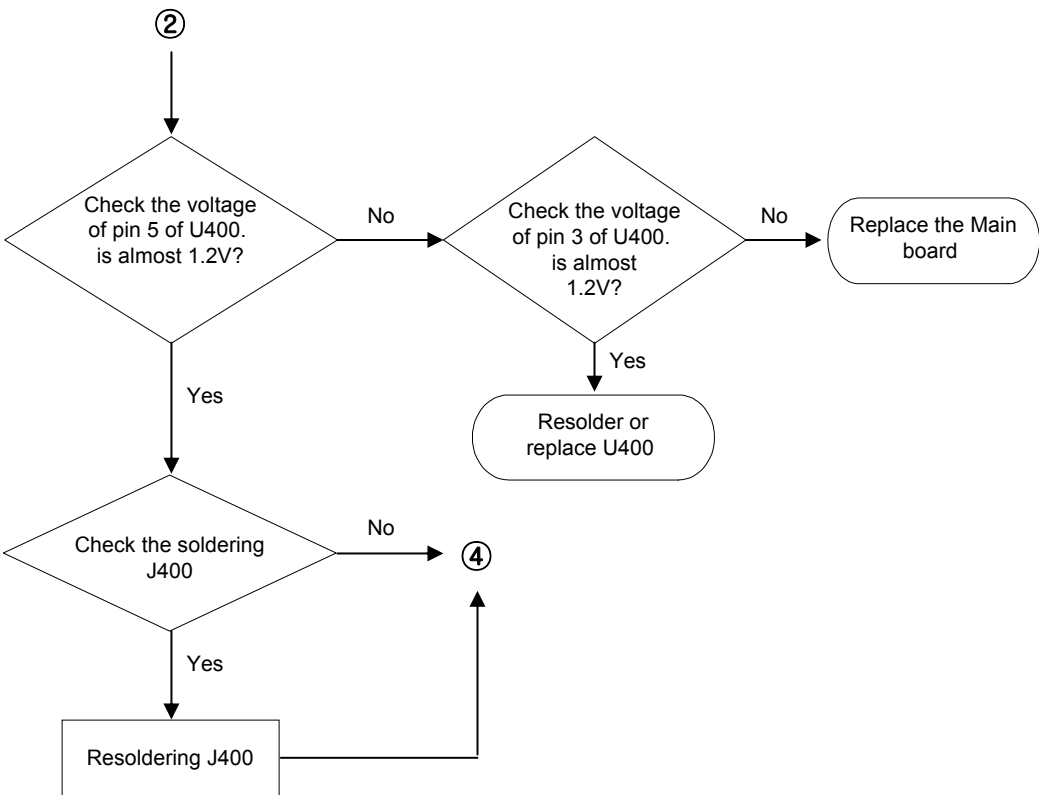 ②
Check the voltage
of pin 5 of U400.
is almost 1.2V?
No
Check the voltage
of pin 3 of U400.
is almost
1.2V?
No
Replace the Main
board
Yes
Resolder or
replace U400
Yes
Check the soldering
J400
No
④
Yes
Resoldering J400